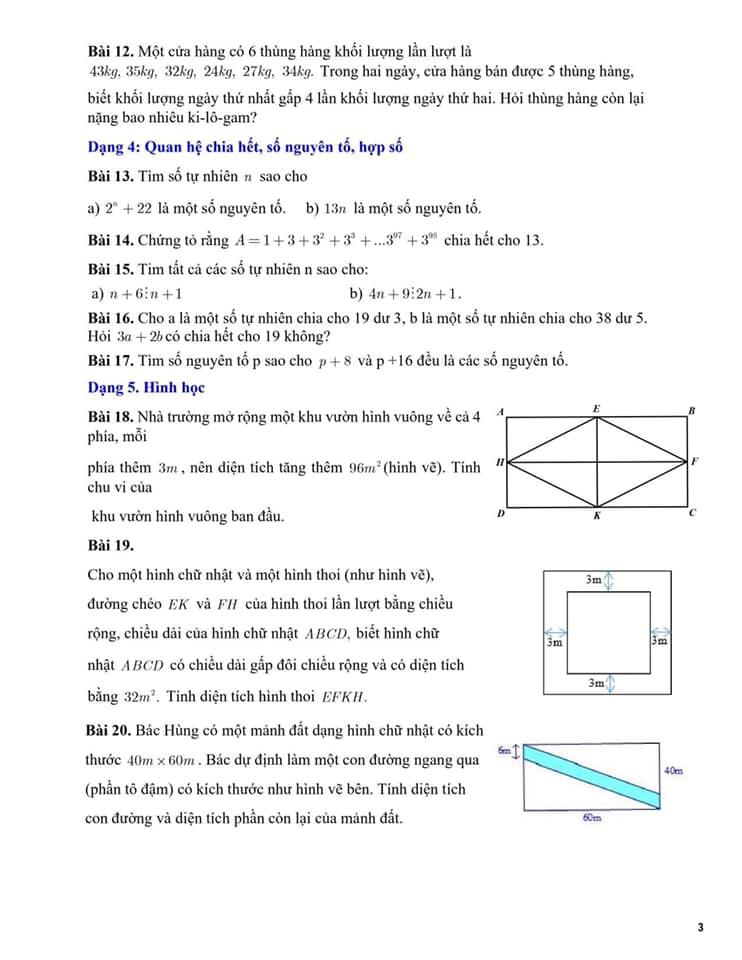 Bài 12. Một cửa hàng có 6 thùng hàng khối lượng lần lượt là
43kg, 35kg, 32kg, 24kg, 27kg, 34kg. Trong hai ngày, cửa hàng bán được 5 thùng hàng,
biết khối lượng ngày thứ nhất gấp 4 lần khối lượng ngày thứ hai. Hỏi thùng hàng còn lại
nặng bao nhiêu ki-lô-gam?
Dạng 4: Quan hệ chia hết, số nguyên tố, hợp số
Bài 13. Tìm số tự nhiên n sao cho
a) 2ⁿ + 22 là một số nguyên tố. b) 13n là một số nguyên tố.
Bài 14. Chứng tỏ rằng A = 1 + 3 + 3² + 3³ + ...3⁹⁷ + 3⁹⁸ chia hết cho 13.
Bài 15. Tìm tất cả các số tự nhiên n sao cho:
a) n + 6⋮n + 1 b) 4n + 9⋮2n + 1.
Bài 16. Cho a là một số tự nhiên chia cho 19 dư 3, b là một số tự nhiên chia cho 38 dư 5.
Hỏi 3a + 2b có chia hết cho 19 không?
Bài 17. Tìm số nguyên tố p sao cho p + 8 và p +16 đều là các số nguyên tố.
Dạng 5. Hình học
Bài 18. Nhà trường mở rộng một khu vườn hình vuông về cả 4
phía, mỗi
phía thêm 3m, nên diện tích tăng thêm 96m² (hình vẽ). Tính
chu vi của
khu vườn hình vuông ban đầu.
A E B
H F
D K C
Bài 19.
Cho một hình chữ nhật và một hình thoi (như hình vẽ),
đường chéo EK và FH của hình thoi lần lượt bằng chiều
rộng, chiều dài của hình chữ nhật ABCD, biết hình chữ
nhật ABCD có chiều dài gấp đôi chiều rộng và có diện tích
bằng 32m². Tính diện tích hình thoi EFKH.
3m
3m 3m
3m
Bài 20. Bác Hùng có một mảnh đất dạng hình chữ nhật có kích
thước 40m × 60m. Bác dự định làm một con đường ngang qua
(phần tô đậm) có kích thước như hình vẽ bên. Tính diện tích
con đường và diện tích phần còn lại của mảnh đất.
6m
40m
60m
3